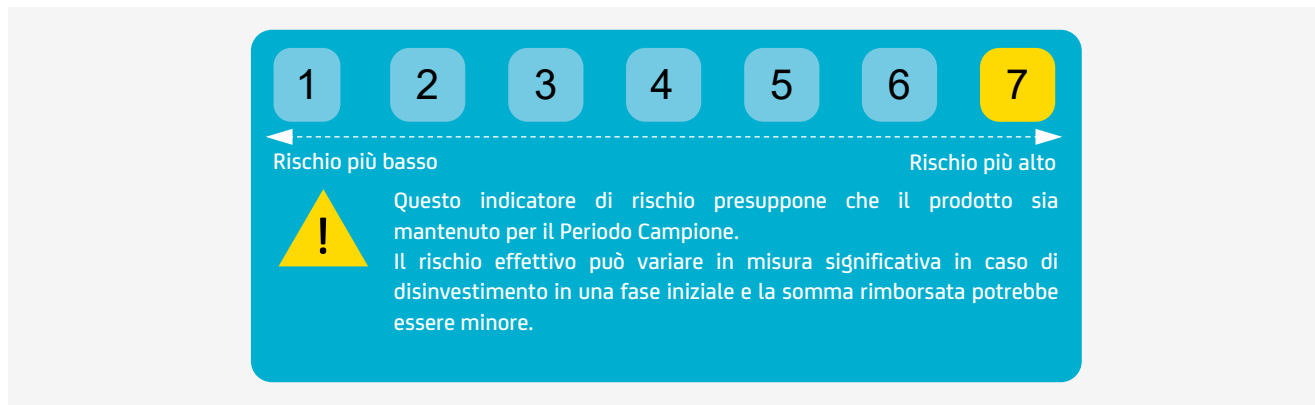 1 2 3 4 5 6 7
Rischio più basso Rischio più alto
!
Questo indicatore di rischio presuppone che il prodotto sia
mantenuto per il Periodo Campione.
Il rischio effettivo può variare in misura significativa in caso di
disinvestimento in una fase iniziale e la somma rimborsata potrebbe
essere minore.